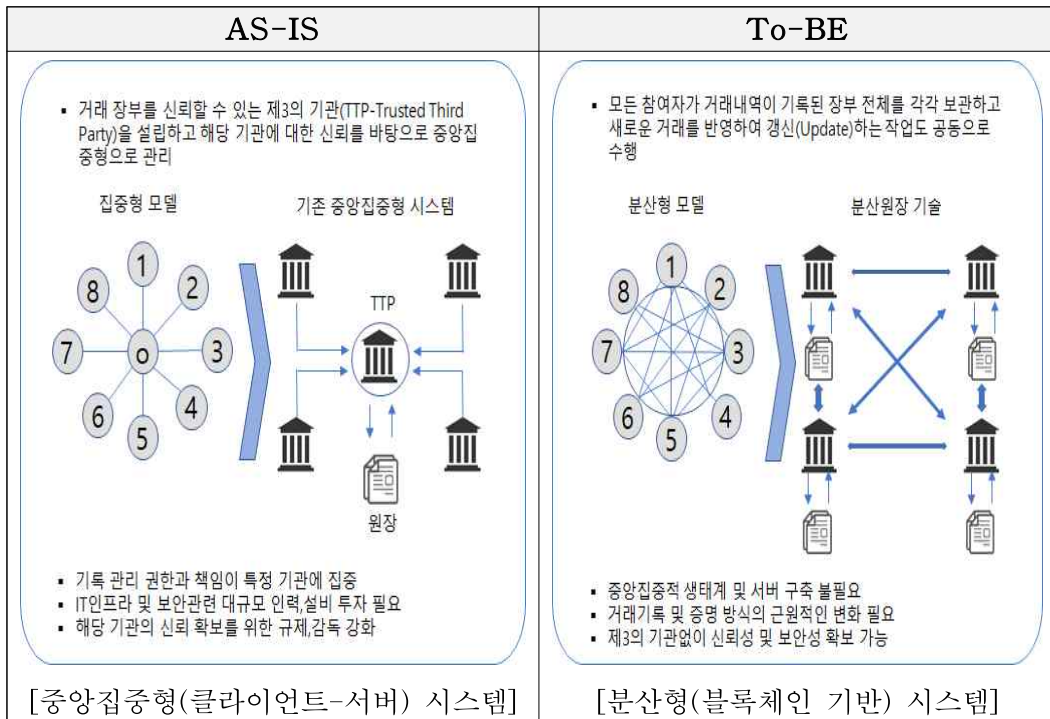 AS-IS
▪ 거래 장부를 신뢰할 수 있는 제3의 기관(TTP-Trusted Third
Party)을 설립하고 해당 기관에 대한 신뢰를 바탕으로 중앙집
중형으로 관리
집중형 모델
기존 중앙집중형 시스템
1
2
3
4
5
6
7
8
o
TTP
원장
▪ 기록 관리 권한과 책임이 특정 기관에 집중
▪ IT인프라 및 보안관련 대규모 인력,설비 투자 필요
▪ 해당 기관의 신뢰 확보를 위한 규제,감독 강화
[중앙집중형(클라이언트-서버) 시스템]
To-BE
▪ 모든 참여자가 거래내역이 기록된 장부 전체를 각각 보관하고
새로운 거래를 반영하여 갱신(Update)하는 작업도 공동으로
수행
분산형 모델
분산원장 기술
1
2
3
4
5
6
7
8
▪ 중앙집중적 생태계 및 서버 구축 불필요
▪ 거래기록 및 증명 방식의 근원적인 변화 필요
▪ 제3의 기관없이 신뢰성 및 보안성 확보 가능
[분산형(블록체인 기반) 시스템]